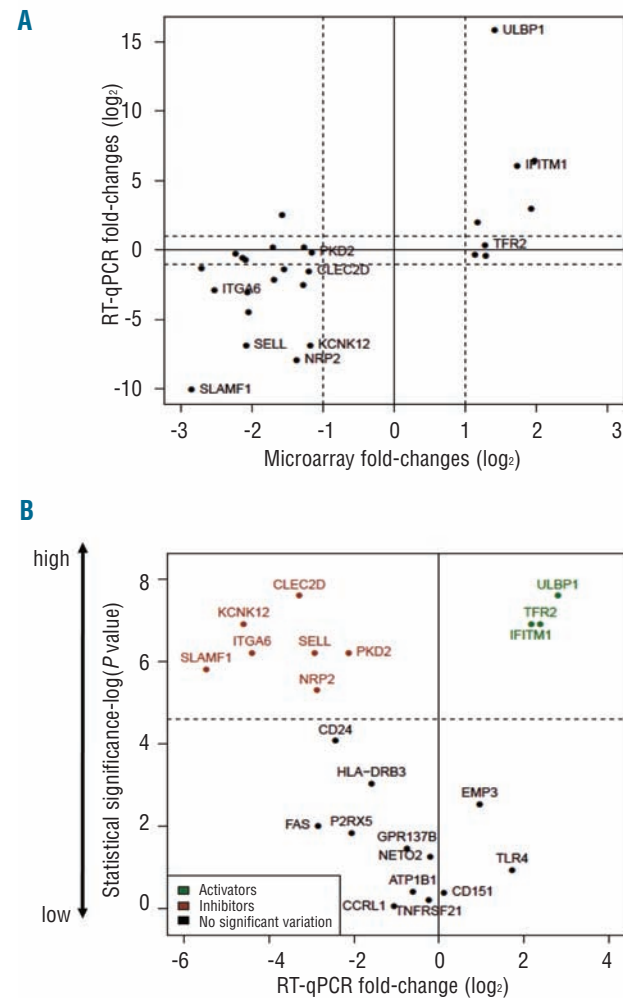 A
RT-qPCR fold-changes (log2)
15
10
5
0
-5
-10
ULBP1
IFITM1
TFR2
PKD2
CLEC2D
ITGA6
SELL
KCNK12
NRP2
SLAMF1
-3 -2 -1 0 1 2 3
Microarray fold-changes (log2)
B
high
low
Statistical significance-log(P value)
8
6
4
2
0
CLEC2D
ULBP1
KCNK12
TFR2
ITGA6
SELL
IFITM1
SLAMF1
PKD2
NRP2
CD24
HLA-DRB3
EMP3
FAS
P2RX5
GPR137B
NETO2
TLR4
ATP1B1
CD151
CCRL1
TNFRSF21
Activators
Inhibitors
No significant variation
-6 -4 -2 0 2 4
RT-qPCR fold-change (log2)